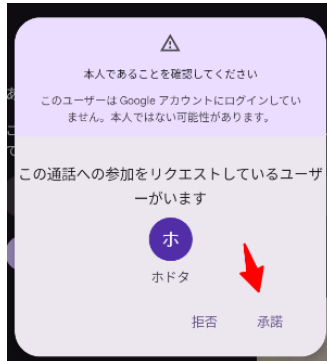 本人であることを確認してください
このユーザーは Google アカウントにログインしてい
ません。本人ではない可能性があります。
この通話への参加をリクエストしているユーザ
ーがいます
ホ
ホドタ
拒否 承諾